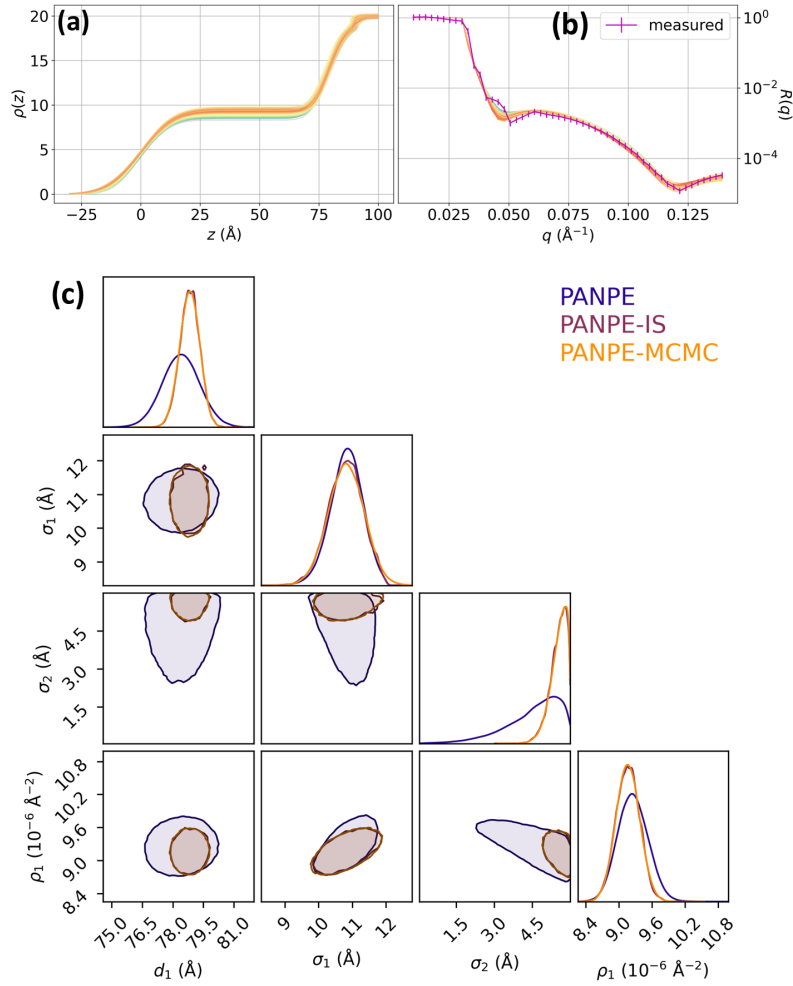 (a)
20
15
10
5
0
ρ(z)
−25
0
25
50
75
100
z (Å)
(b)
measured
10⁰
10⁻²
10⁻⁴
R(q)
0.025
0.050
0.075
0.100
0.125
q (Å⁻¹)
(c)
PANPE
PANPE-IS
PANPE-MCMC
12
11
10
9
σ₁ (Å)
4.5
3.0
1.5
σ₂ (Å)
10.8
10.2
9.6
9.0
8.4
ρ₁ (10⁻⁶ Å⁻²)
75.0
76.5
78.0
79.5
81.0
d₁ (Å)
9
10
11
12
σ₁ (Å)
1.5
3.0
4.5
σ₂ (Å)
8.4
9.0
9.6
10.2
10.8
ρ₁ (10⁻⁶ Å⁻²)